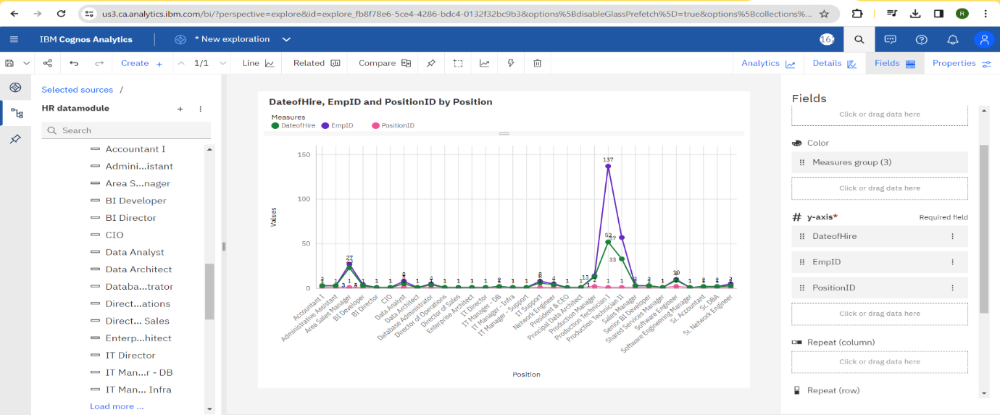 us3.ca.analytics.ibm.com/bi/?perspective=explore&id=explore_fb8f78e6-5ce4-4286-bdc4-0132f32bc9b3&options%5BdisableGlassPrefetch%5D=true&options%5Bcollections%...
R
IBM Cognos Analytics
* New exploration
162
Create +
1/1
Line
Related
Compare
Analytics
Details
Fields
Properties
Selected sources /
HR datamodule
Search
Accountant I
Admini...istant
Area S...nager
BI Developer
BI Director
CIO
Data Analyst
Data Architect
Databa...trator
Direct...ations
Direct... Sales
Enterp...hitect
IT Director
IT Man...r - DB
IT Man... Infra
Load more ...
DateofHire, EmpID and PositionID by Position
Measures
DateofHire EmpID PositionID
Values
150
100
50
0
137
52
57
33
27
13
10
Accountant I
Administrative Assistant
Area Sales Manager
BI Developer
BI Director
CIO
Data Analyst
Data Architect
Database Administrator
Director of Operations
Director of Sales
Enterprise Architect
IT Director
IT Manager - DB
IT Manager - Infra
IT Manager - Support
IT Support
Network Engineer
President & CEO
Principal Data Architect
Production Manager
Production Technician I
Production Technician II
Sales Manager
Senior BI Developer
Shared Services Manager
Software Engineer
Software Engineering Manager
Sr. Accountant
Sr. DBA
Sr. Network Engineer
Position
Fields
Click or drag data here
Color
Measures group (3)
Click or drag data here
# y-axis* Required field
DateofHire
EmpID
PositionID
Click or drag data here
Repeat (column)
Click or drag data here
Repeat (row)